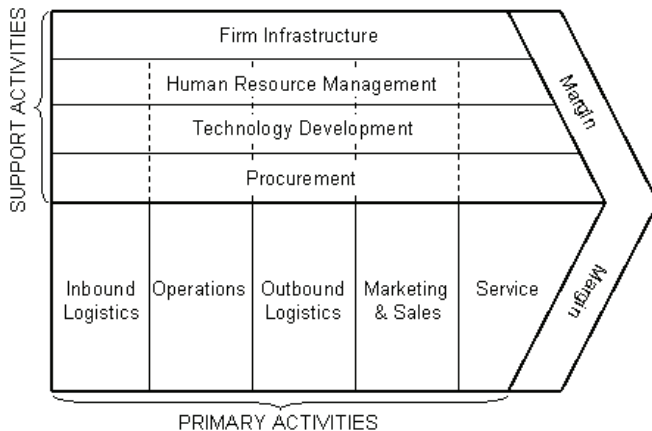 SUPPORT ACTIVITIES
Firm Infrastructure
Human Resource Management
Technology Development
Procurement
Margin
Inbound
Logistics
Operations
Outbound
Logistics
Marketing
& Sales
Service
Margin
PRIMARY ACTIVITIES